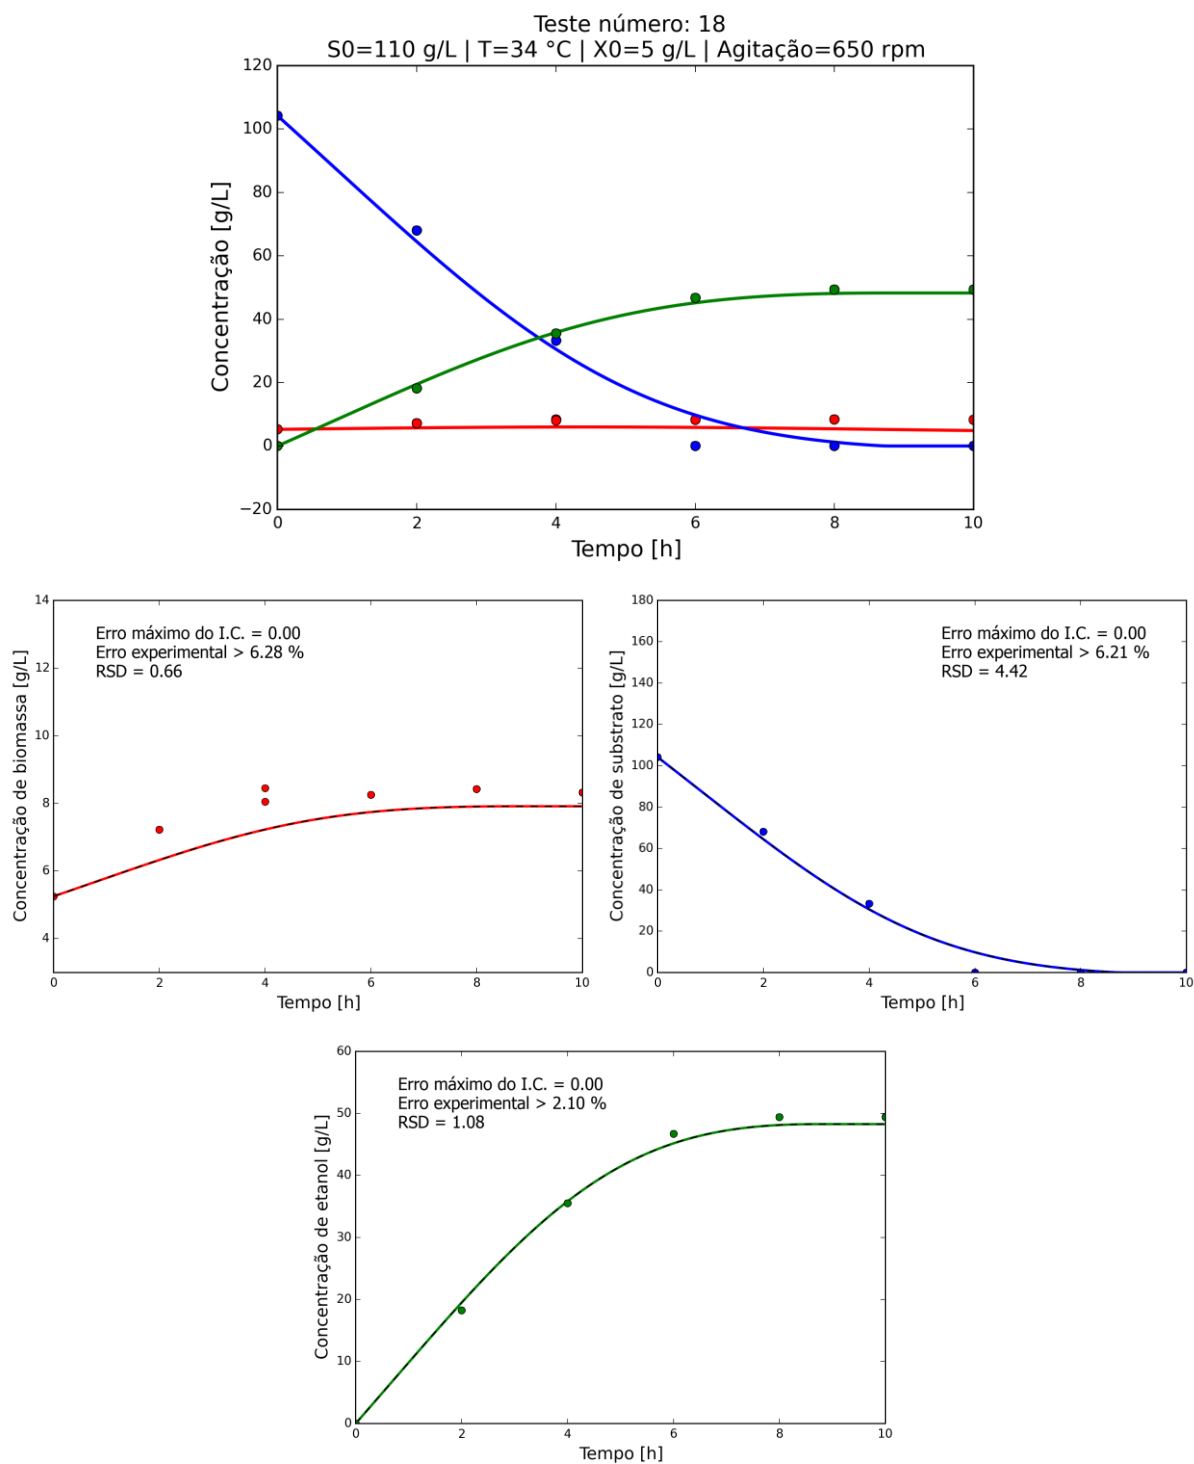 Teste número: 18
S0=110 g/L | T=34 °C | X0=5 g/L | Agitação=650 rpm
120
100
80
60
40
20
0
−20
Concentração [g/L]
0 2 4 6 8 10
Tempo [h]
14
12
10
8
6
4
Concentração de biomassa [g/L]
Erro máximo do I.C. = 0.00
Erro experimental > 6.28 %
RSD = 0.66
0 2 4 6 8 10
Tempo [h]
180
160
140
120
100
80
60
40
20
0
Concentração de substrato [g/L]
Erro máximo do I.C. = 0.00
Erro experimental > 6.21 %
RSD = 4.42
0 2 4 6 8 10
Tempo [h]
60
50
40
30
20
10
0
Concentração de etanol [g/L]
Erro máximo do I.C. = 0.00
Erro experimental > 2.10 %
RSD = 1.08
0 2 4 6 8 10
Tempo [h]